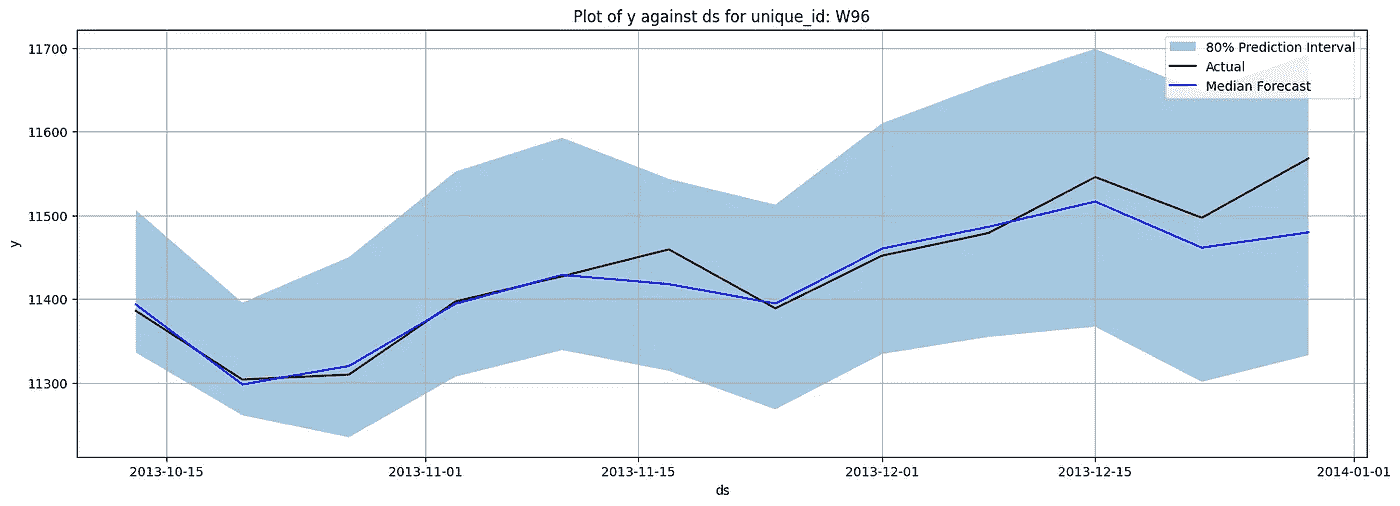 Plot of y against ds for unique_id: W96
80% Prediction Interval
Actual
Median Forecast
11700
11600
11500
11400
11300
y
2013-10-15
2013-11-01
2013-11-15
2013-12-01
2013-12-15
2014-01-01
ds